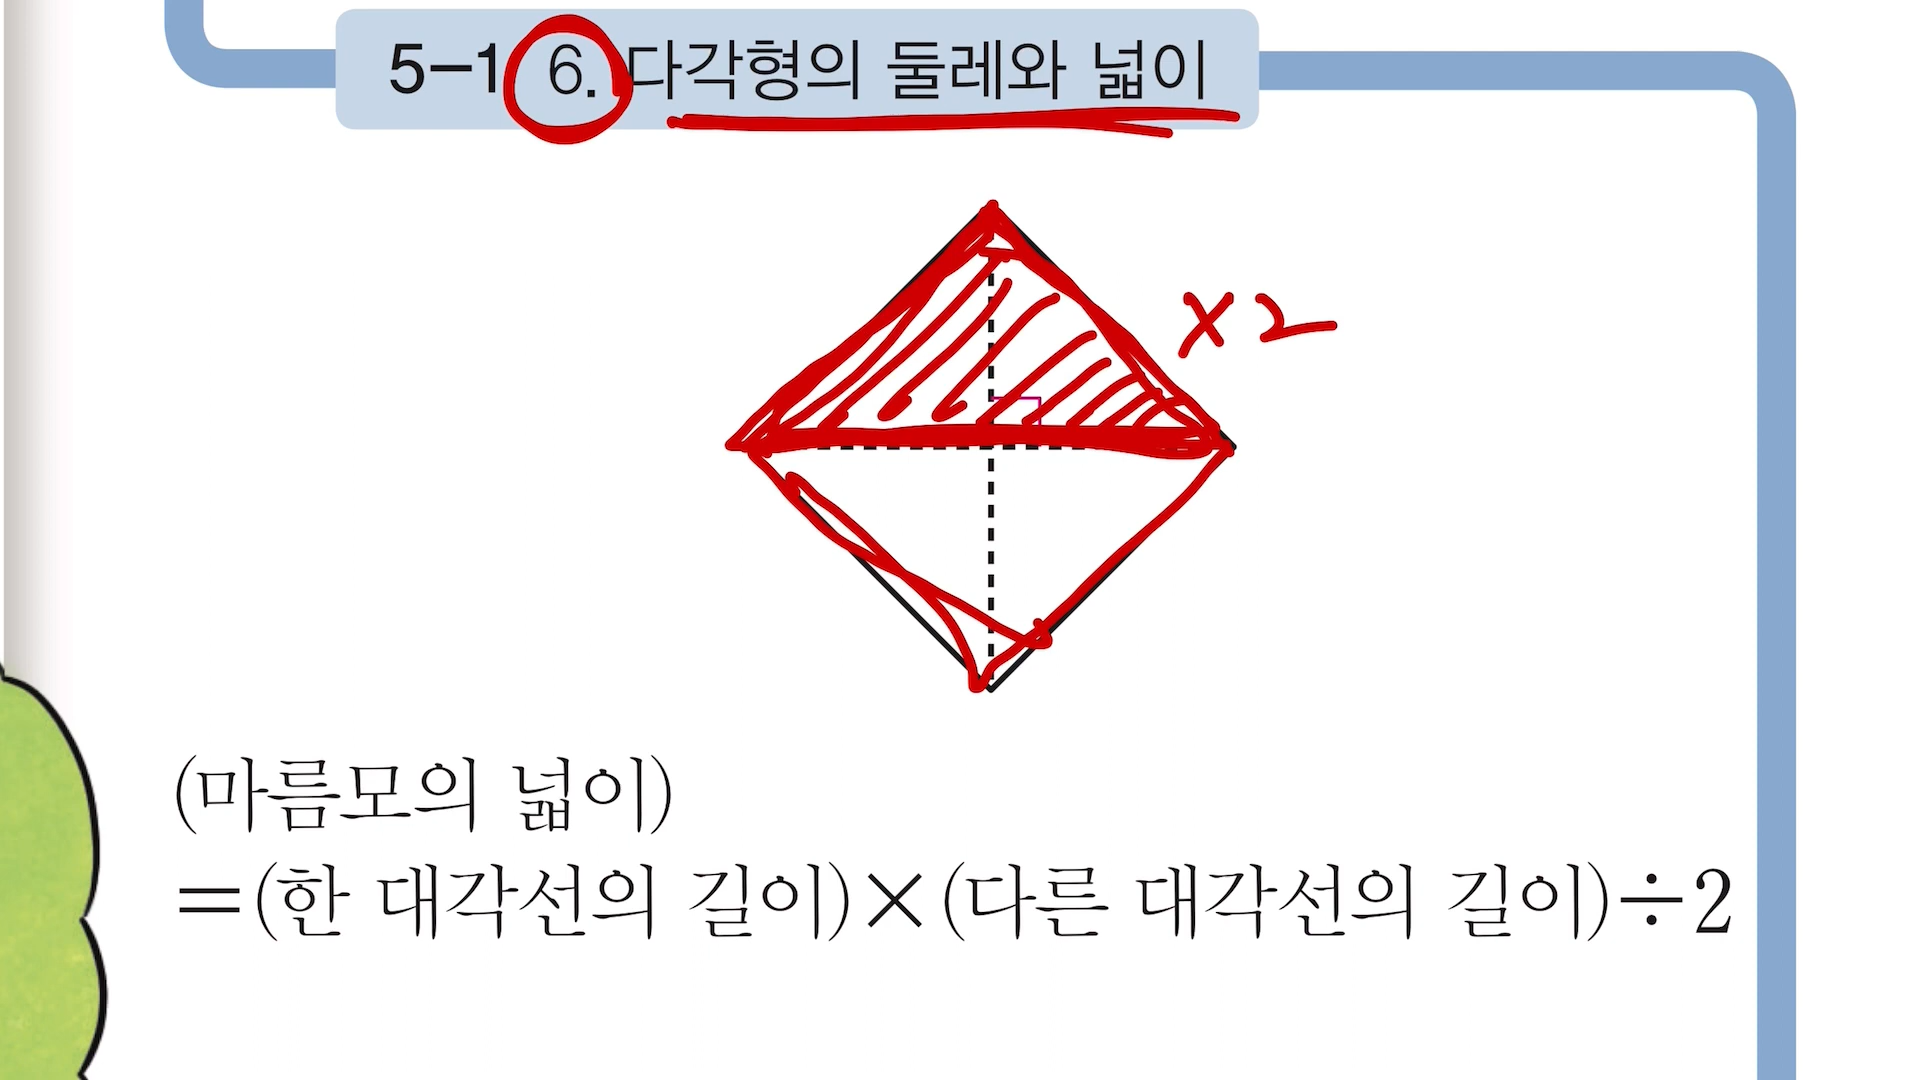 5-1 6. 다각형의 둘레와 넓이
×2
(마름모의 넓이)
=(한 대각선의 길이)×(다른 대각선의 길이)÷2